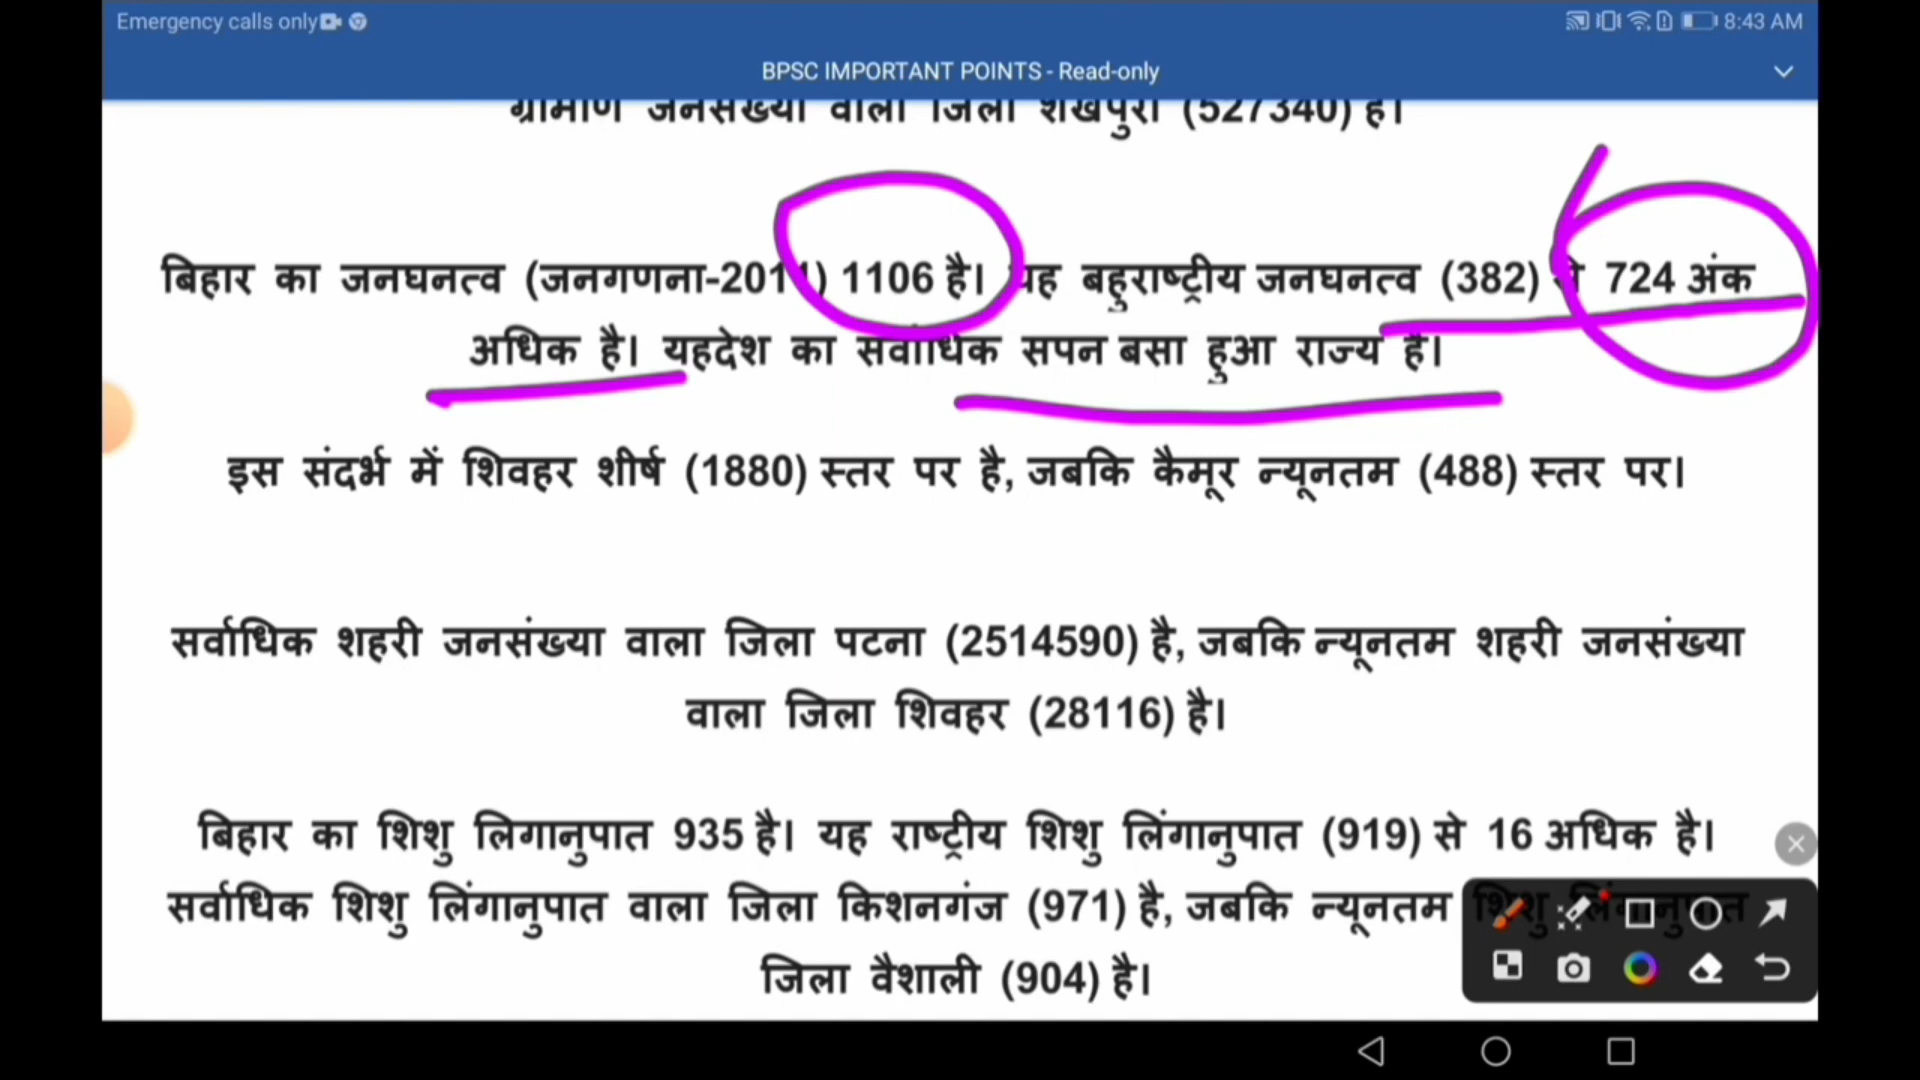 Emergency calls only
8:43 AM
BPSC IMPORTANT POINTS - Read-only
ग्रामीण जनसंख्या वाला जिला शेखपुरा (527340) है।
बिहार का जनघनत्व (जनगणना-2011) 1106 है। यह बहुराष्ट्रीय जनघनत्व (382) से 724 अंक
अधिक है। यहदेश का सर्वाधिक सपन बसा हुआ राज्य है।
इस संदर्भ में शिवहर शीर्ष (1880) स्तर पर है, जबकि कैमूर न्यूनतम (488) स्तर पर।
सर्वाधिक शहरी जनसंख्या वाला जिला पटना (2514590) है, जबकि न्यूनतम शहरी जनसंख्या
वाला जिला शिवहर (28116) है।
बिहार का शिशु लिगानुपात 935 है। यह राष्ट्रीय शिशु लिंगानुपात (919) से 16 अधिक है।
सर्वाधिक शिशु लिंगानुपात वाला जिला किशनगंज (971) है, जबकि न्यूनतम शिशु लिंगानुपात
जिला वैशाली (904) है।